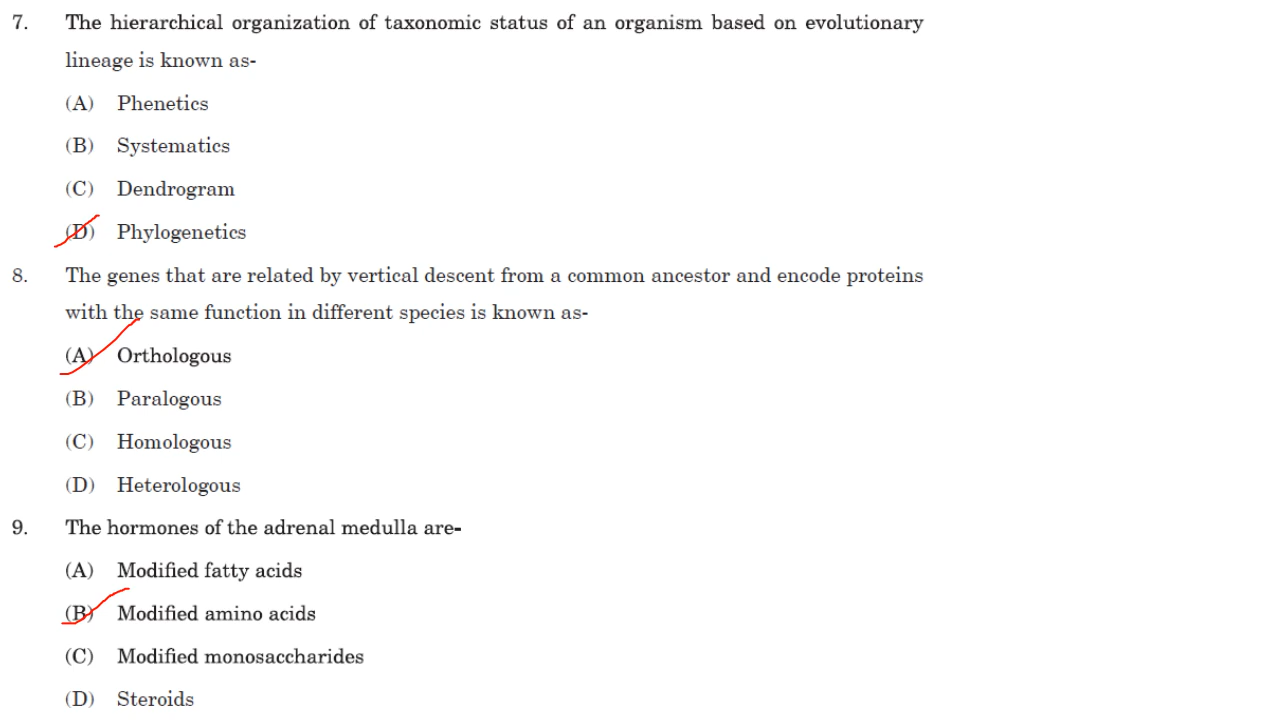 7. The hierarchical organization of taxonomic status of an organism based on evolutionary
lineage is known as-
(A) Phenetics
(B) Systematics
(C) Dendrogram
(D) Phylogenetics
8. The genes that are related by vertical descent from a common ancestor and encode proteins
with the same function in different species is known as-
(A) Orthologous
(B) Paralogous
(C) Homologous
(D) Heterologous
9. The hormones of the adrenal medulla are-
(A) Modified fatty acids
(B) Modified amino acids
(C) Modified monosaccharides
(D) Steroids